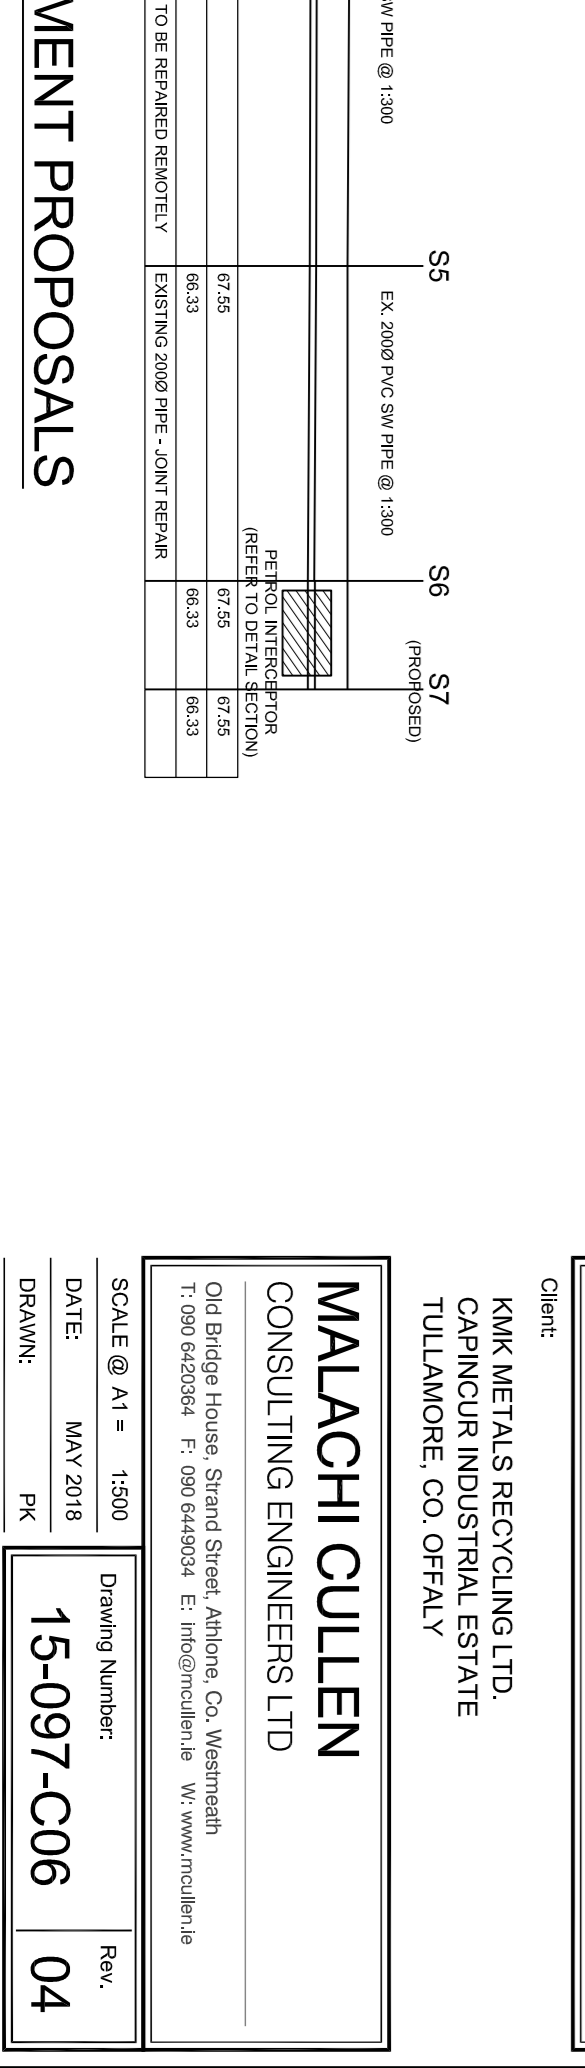 S5
S6
S7
(PROPOSED)
SW PIPE @ 1:300
EX. 200Ø PVC SW PIPE @ 1:300
PETROL INTERCEPTOR
(REFER TO DETAIL SECTION)
67.55
67.55
67.55
66.33
66.33
66.33
TO BE REPAIRED REMOTELY
EXISTING 200Ø PIPE - JOINT REPAIR
MENT PROPOSALS
Client:
KMK METALS RECYCLING LTD.
CAPINCUR INDUSTRIAL ESTATE
TULLAMORE, CO. OFFALY
MALACHI CULLEN
CONSULTING ENGINEERS LTD
Old Bridge House, Strand Street, Athlone, Co. Westmeath
T: 090 6420364 F: 090 6449034 E: info@mcullen.ie W: www.mcullen.ie
SCALE @ A1 = 1:500
DATE: MAY 2018
DRAWN: PK
Drawing Number:
15-097-C06
Rev.
04